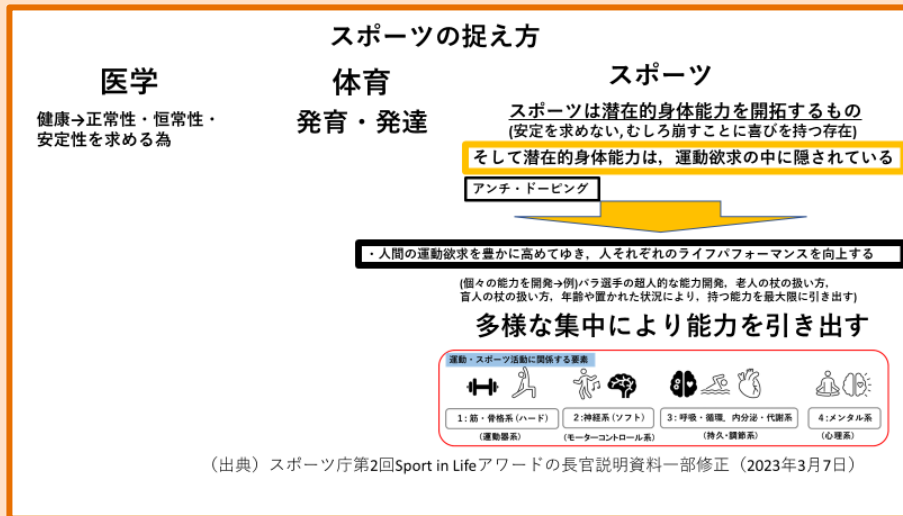 スポーツの捉え方
医学
健康→正常性・恒常性・
安定性を求める為
体育
発育・発達
スポーツ
スポーツは潜在的身体能力を開拓するもの
(安定を求めない,むしろ崩すことに喜びを持つ存在)
そして潜在的身体能力は，運動欲求の中に隠されている
アンチ・ドーピング
・人間の運動欲求を豊かに高めてゆき，人それぞれのライフパフォーマンスを向上する
(個々の能力を開発→例)パラ選手の超人的な能力開発，老人の杖の扱い方，
盲人の杖の扱い方，年齢や置かれた状況により，持つ能力を最大限に引き出す)
多様な集中により能力を引き出す
運動・スポーツ活動に関係する要素
1：筋・骨格系(ハード)
(運動器系)
2：神経系(ソフト)
(モーターコントロール系)
3：呼吸・循環，内分泌・代謝系
(持久・調節系)
4：メンタル系
(心理系)
（出典）スポーツ庁第2回Sport in Lifeアワードの長官説明資料一部修正（2023年3月7日）